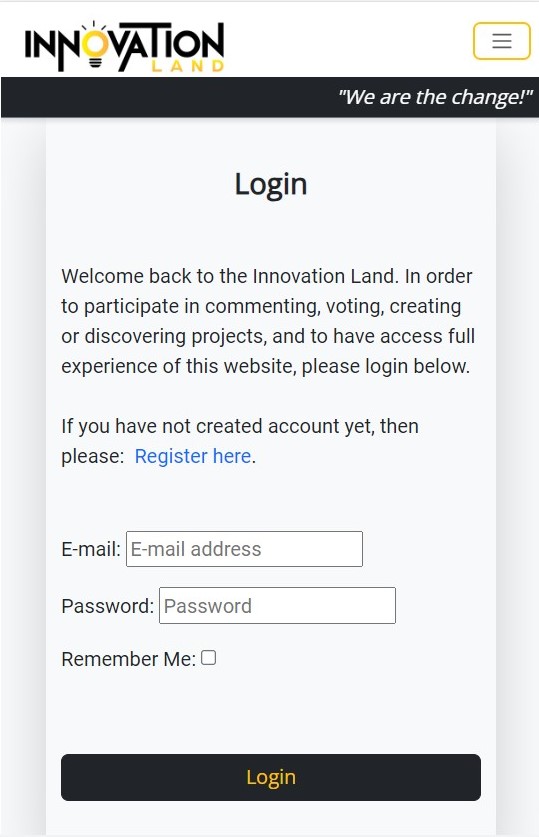 INNOVATION
LAND
"We are the change!"
Login
Welcome back to the Innovation Land. In order
to participate in commenting, voting, creating
or discovering projects, and to have access full
experience of this website, please login below.
If you have not created account yet, then
please: Register here.
E-mail: E-mail address
Password: Password
Remember Me:
Login